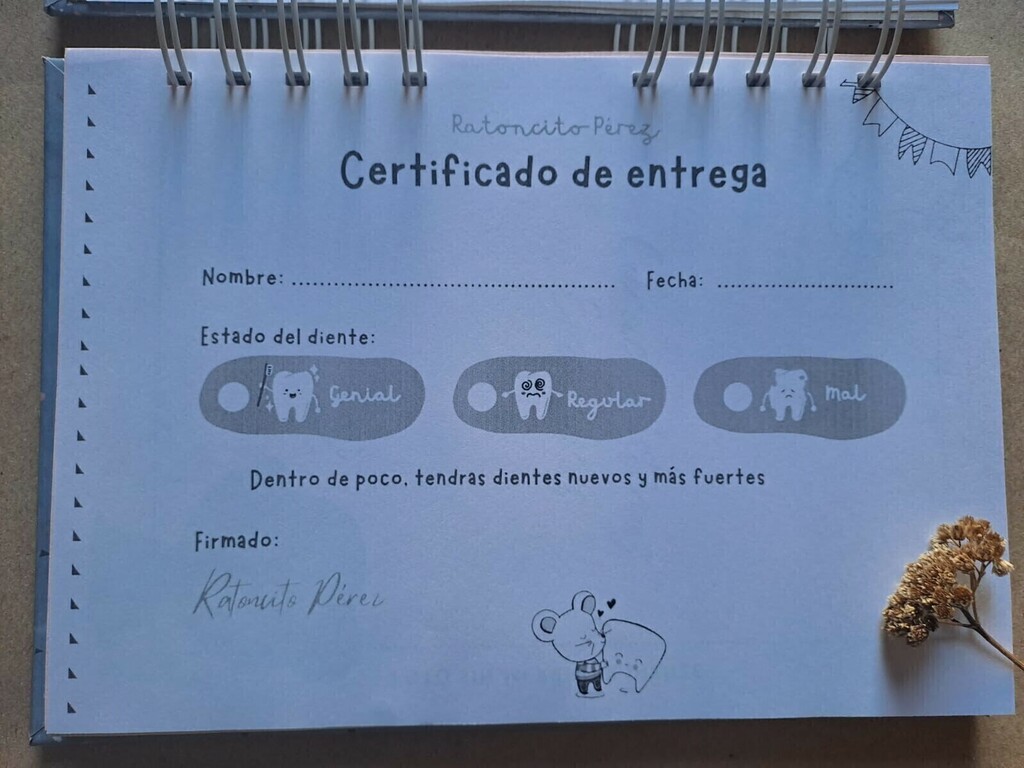 Ratoncito Pérez
Certificado de entrega
Nombre: ............................................... Fecha: ..........................
Estado del diente:
Genial Regular Mal
Dentro de poco, tendras dientes nuevos y más fuertes
Firmado:
Ratoncito Pérez